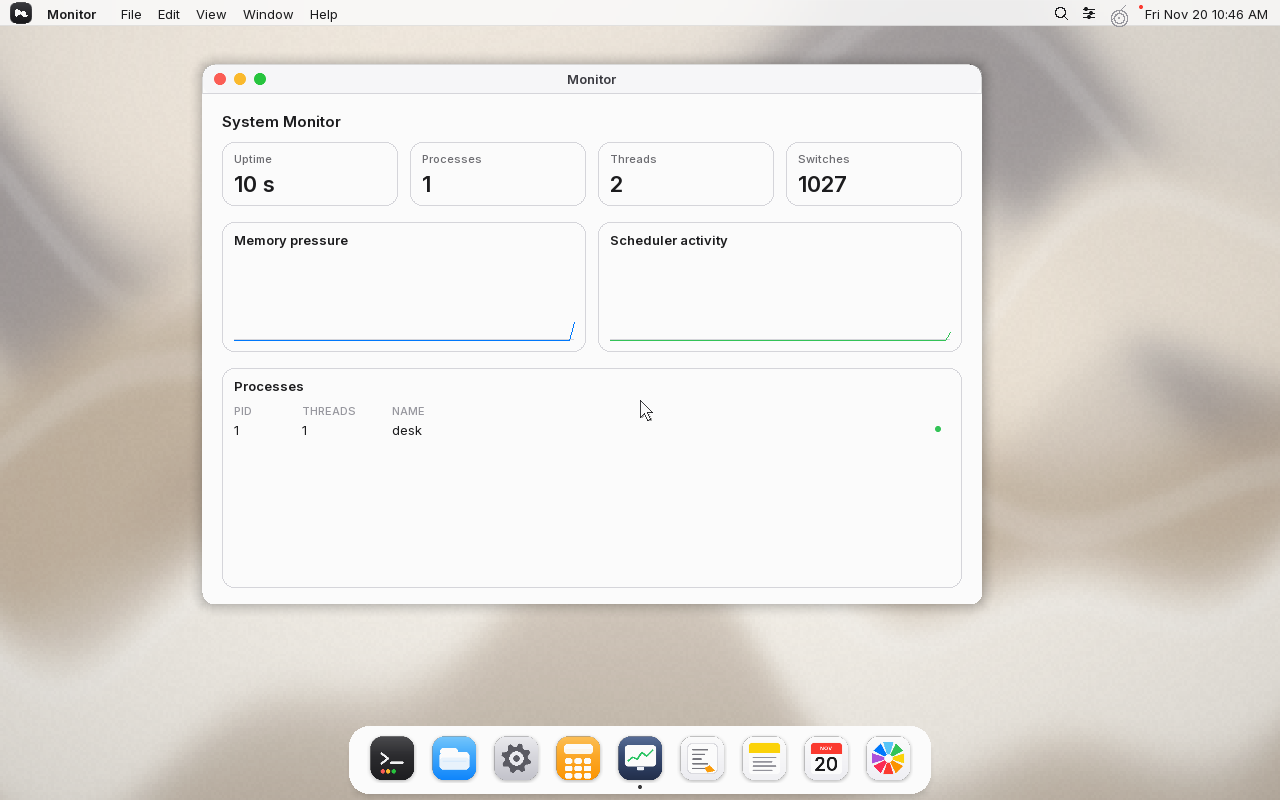 Monitor File Edit View Window Help Fri Nov 20 10:46 AM
Monitor
System Monitor
Uptime Processes Threads Switches
10 s 1 2 1027
Memory pressure Scheduler activity
Processes
PID THREADS NAME
1 1 desk
NOV
20